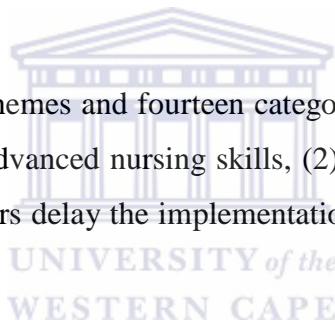 hemes and fourteen catego
dvanced nursing skills, (2)
rs delay the implementatio
UNIVERSITY of the
WESTERN CAPE